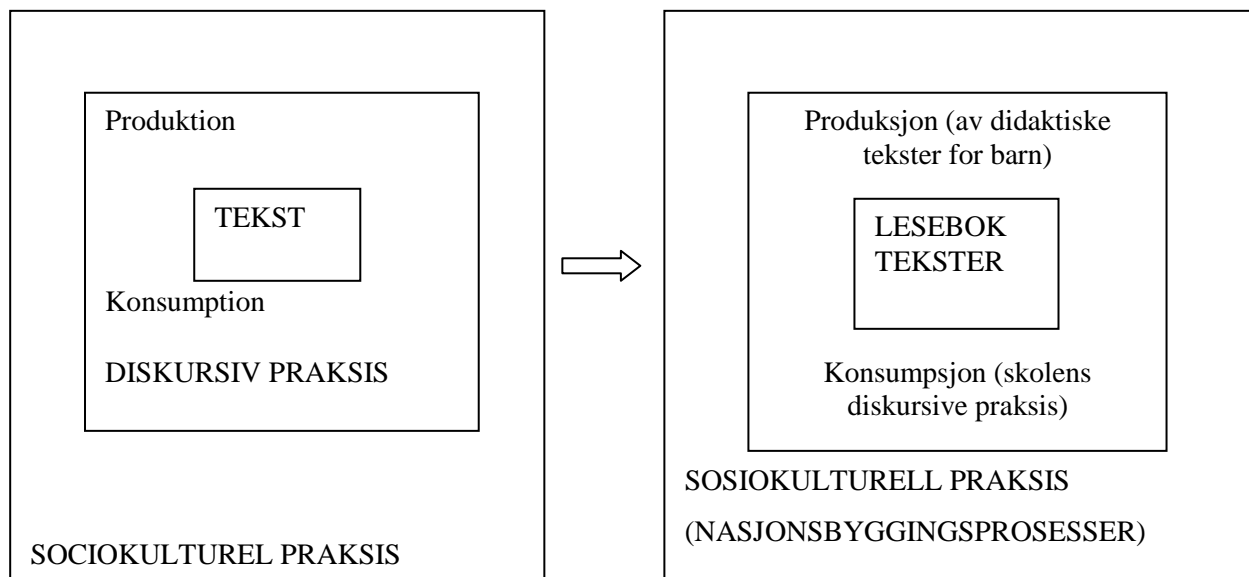 Produktion
TEKST
Konsumption
DISKURSIV PRAKSIS
SOCIOKULTUREL PRAKSIS
Produksjon (av didaktiske
tekster for barn)
LESEBOK
TEKSTER
Konsumpsjon (skolens
diskursive praksis)
SOSIOKULTURELL PRAKSIS
(NASJONSBYGGINGSPROSESSER)